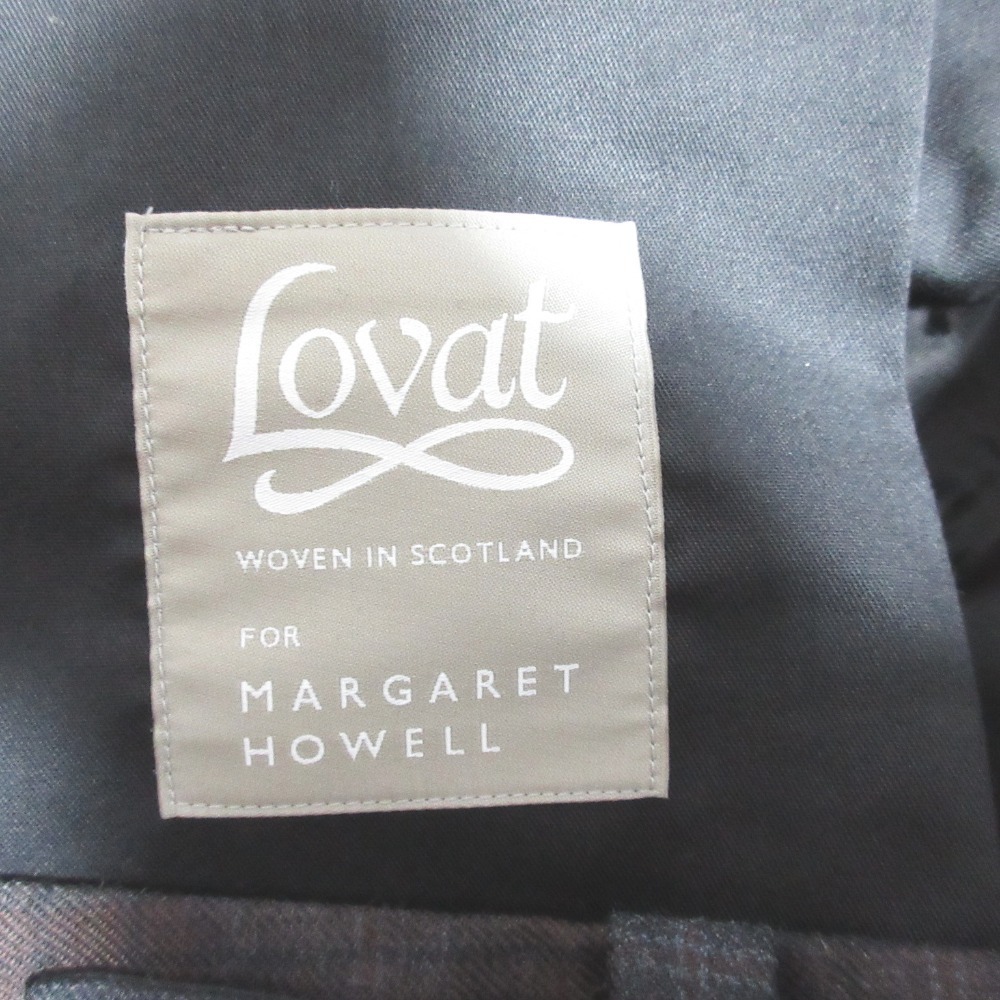 Lovat
WOVEN IN SCOTLAND
FOR
MARGARET
HOWELL